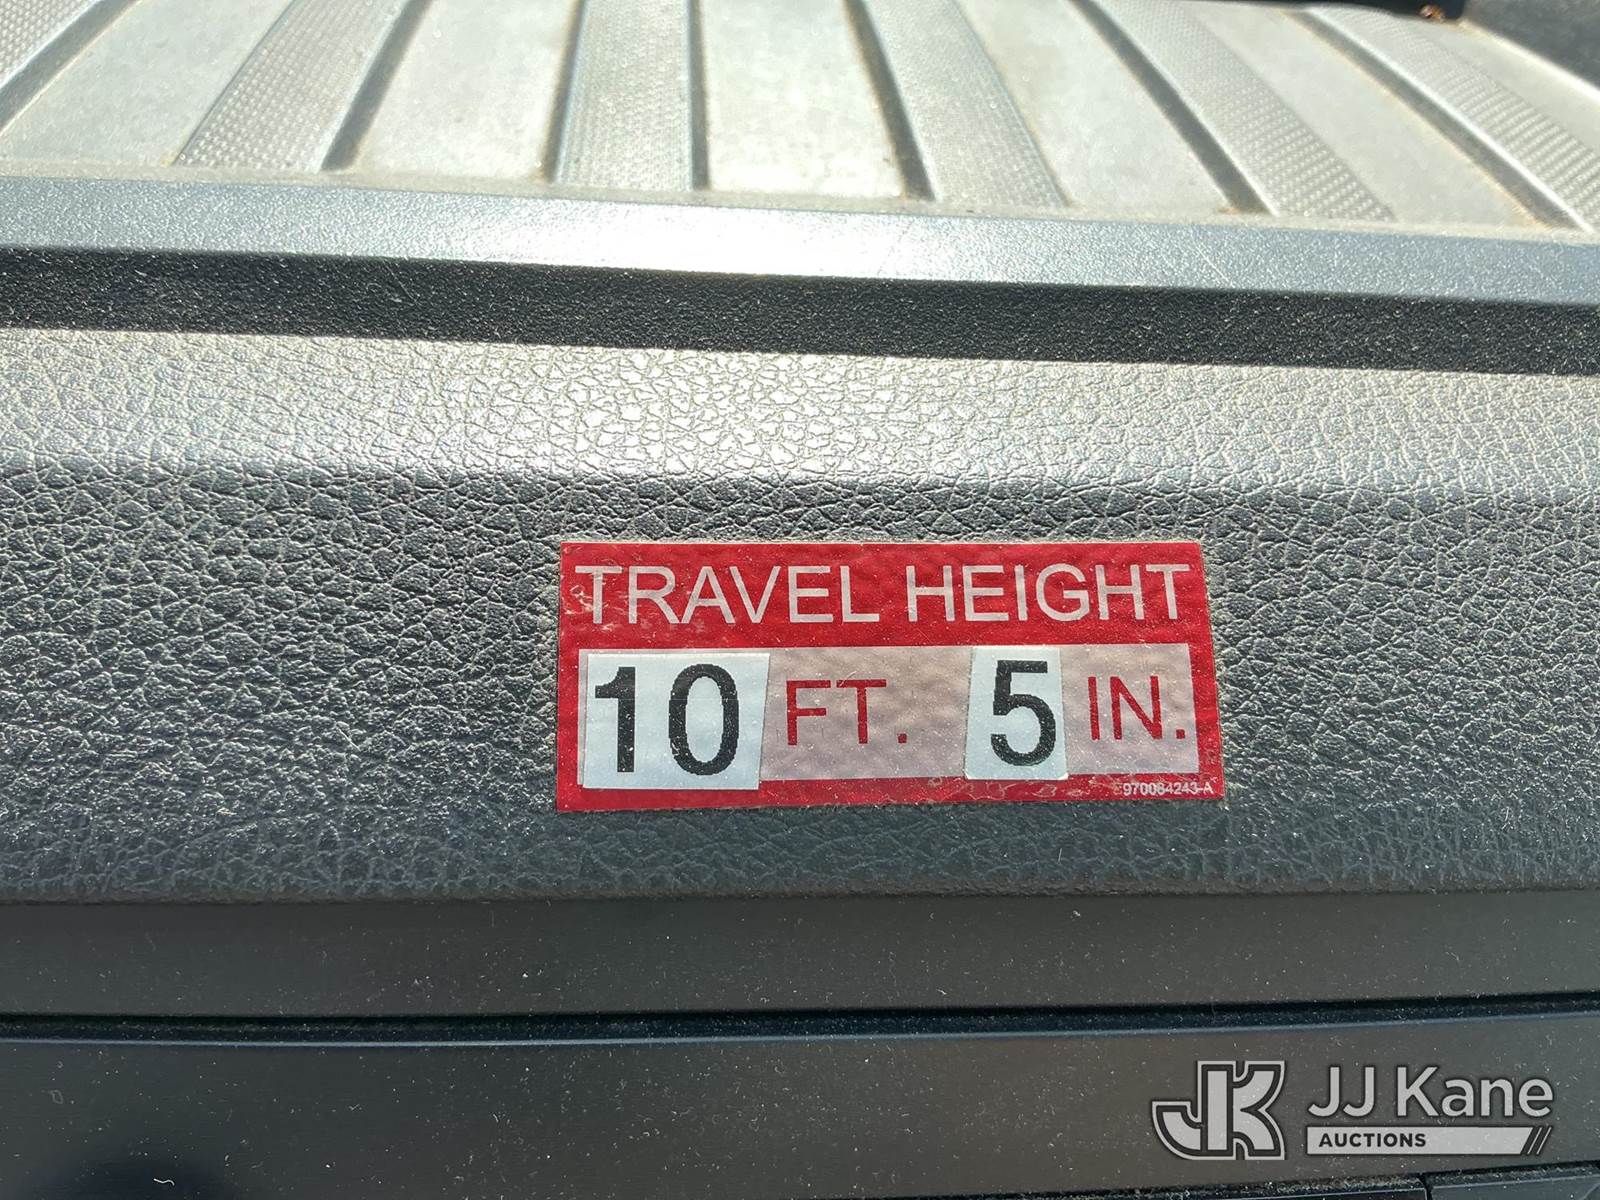 TRAVEL HEIGHT
10 FT. 5 IN.
970064243-A
JK JJ Kane
AUCTIONS